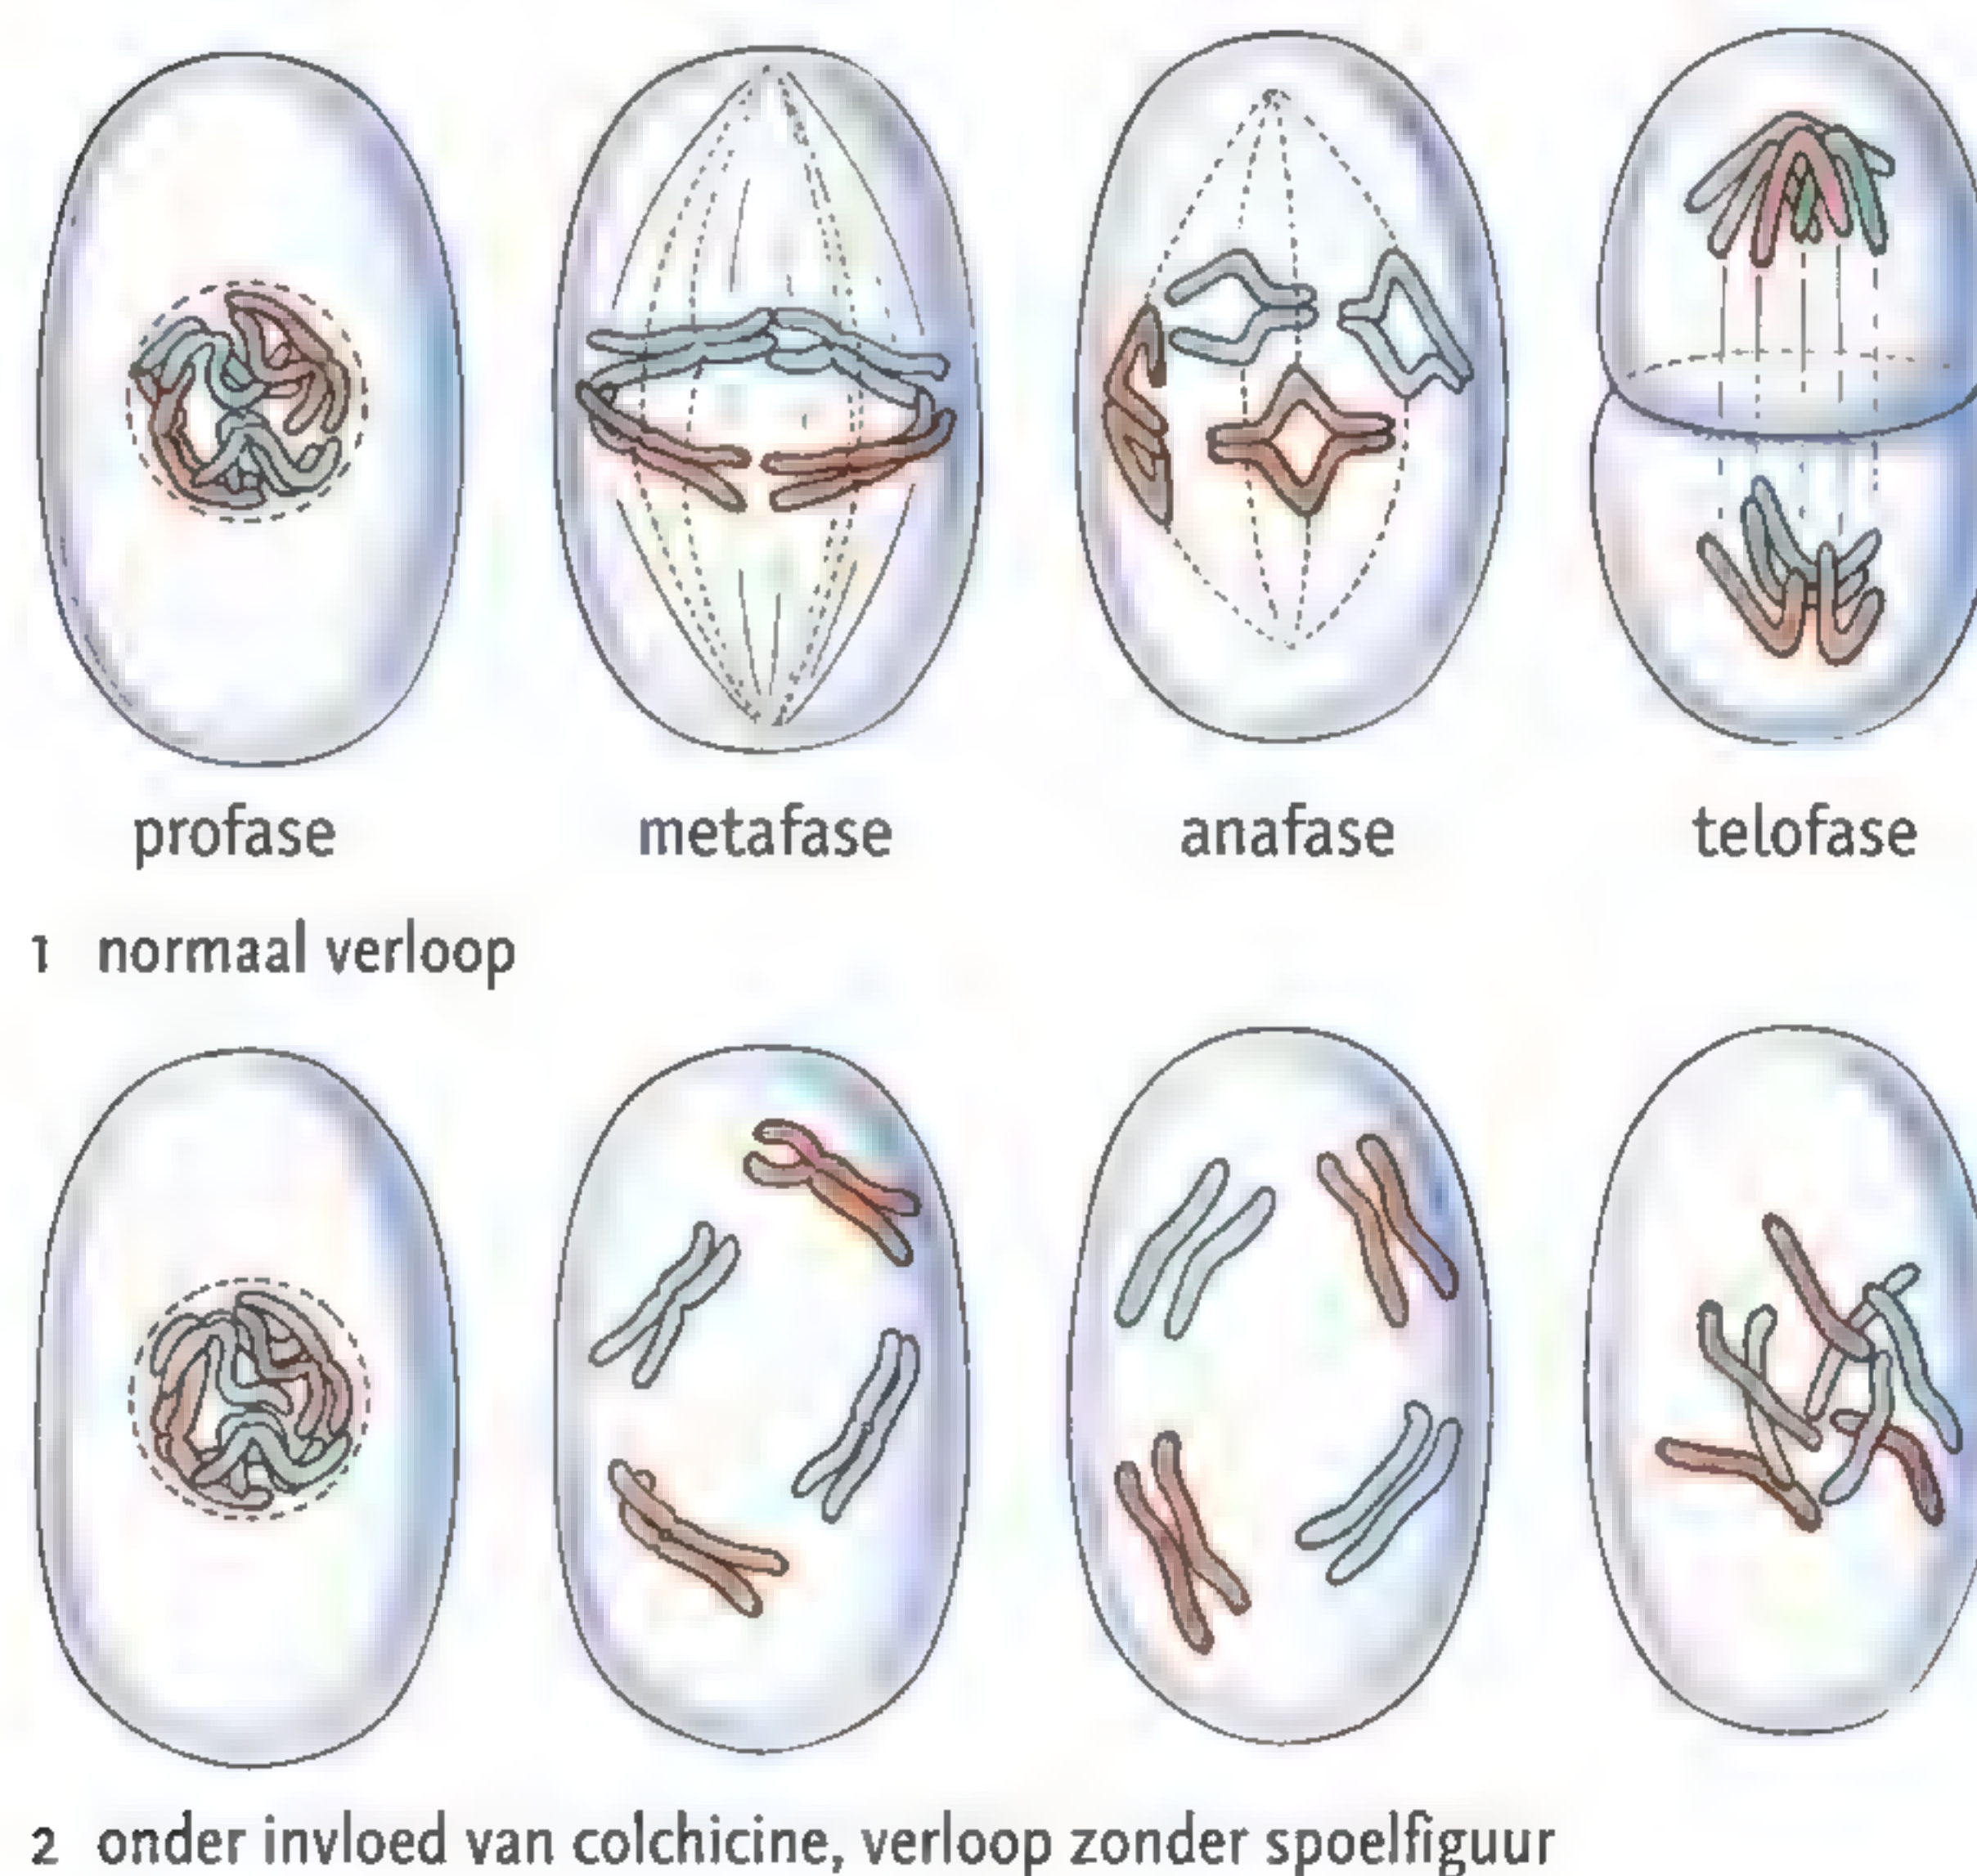 profase metafase anafase telofase
1 normaal verloop
2 onder invloed van colchicine, verloop zonder spoelfiguur